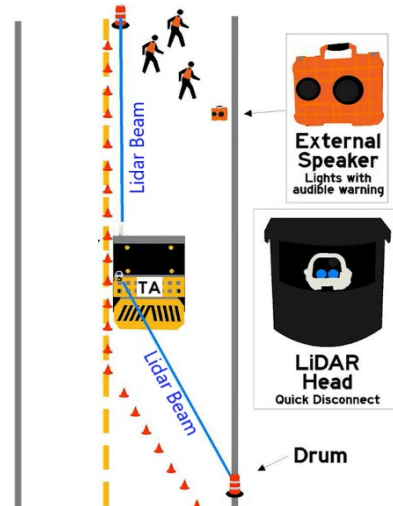 Lidar Beam
External
Speaker
Lights with
audible warning
TA
LiDAR
Head
Quick Disconnect
Lidar Beam
Drum